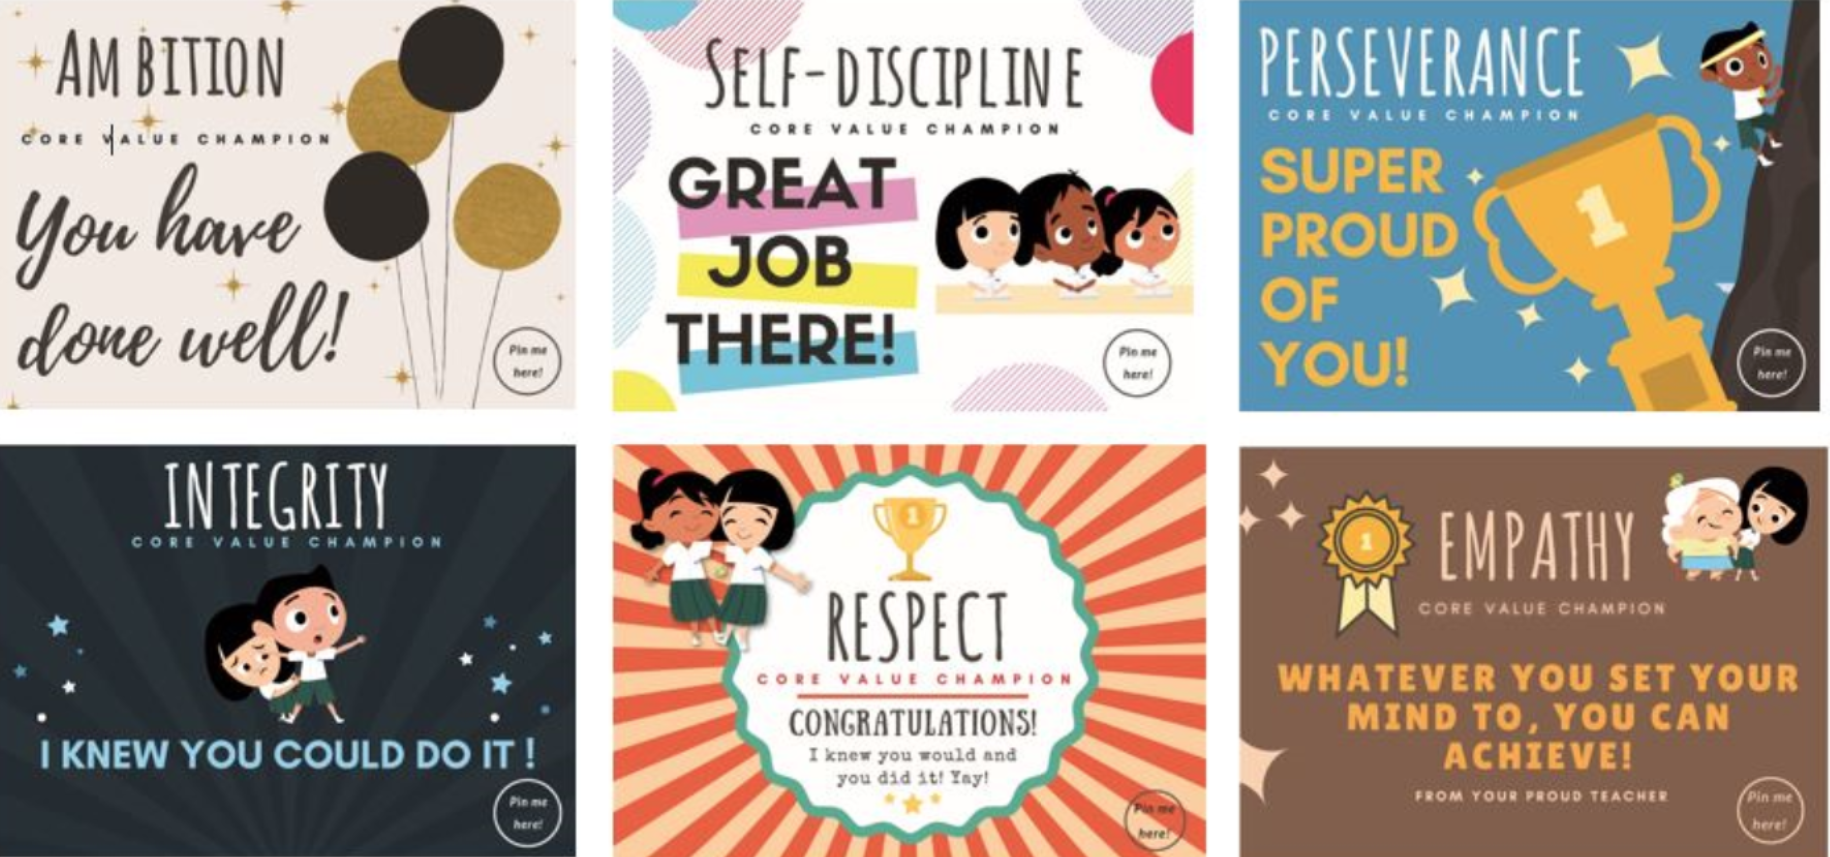 AMBITION
CORE VALUE CHAMPION
You have
done well!
Pin me
here!
SELF-DISCIPLINE
CORE VALUE CHAMPION
GREAT
JOB
THERE!
Pin me
here!
PERSEVERANCE
CORE VALUE CHAMPION
SUPER
PROUD
OF
YOU!
1
Pin me
here!
INTEGRITY
CORE VALUE CHAMPION
I KNEW YOU COULD DO IT !
Pin me
here!
1
RESPECT
CORE VALUE CHAMPION
CONGRATULATIONS!
I knew you would and
you did it! Yay!
Pin me
here!
1
EMPATHY
CORE VALUE CHAMPION
WHATEVER YOU SET YOUR
MIND TO, YOU CAN
ACHIEVE!
FROM YOUR PROUD TEACHER
Pin me
here!